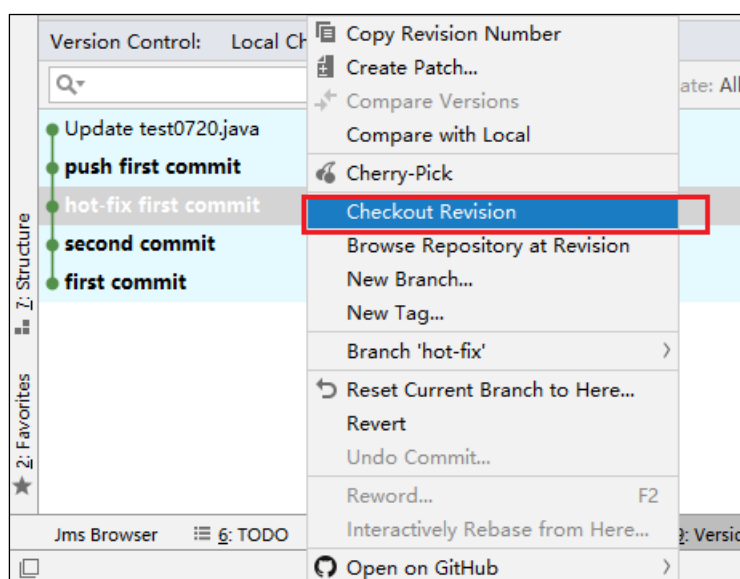 Version Control: Local Ch
ate: All
Update test0720.java
push first commit
hot-fix first commit
second commit
first commit
Copy Revision Number
Create Patch...
Compare Versions
Compare with Local
Cherry-Pick
Checkout Revision
Browse Repository at Revision
New Branch...
New Tag...
Branch 'hot-fix'
Reset Current Branch to Here...
Revert
Undo Commit...
Reword... F2
Interactively Rebase from Here...
Open on GitHub
7: Structure
2: Favorites
Jms Browser 6: TODO 9: Versio